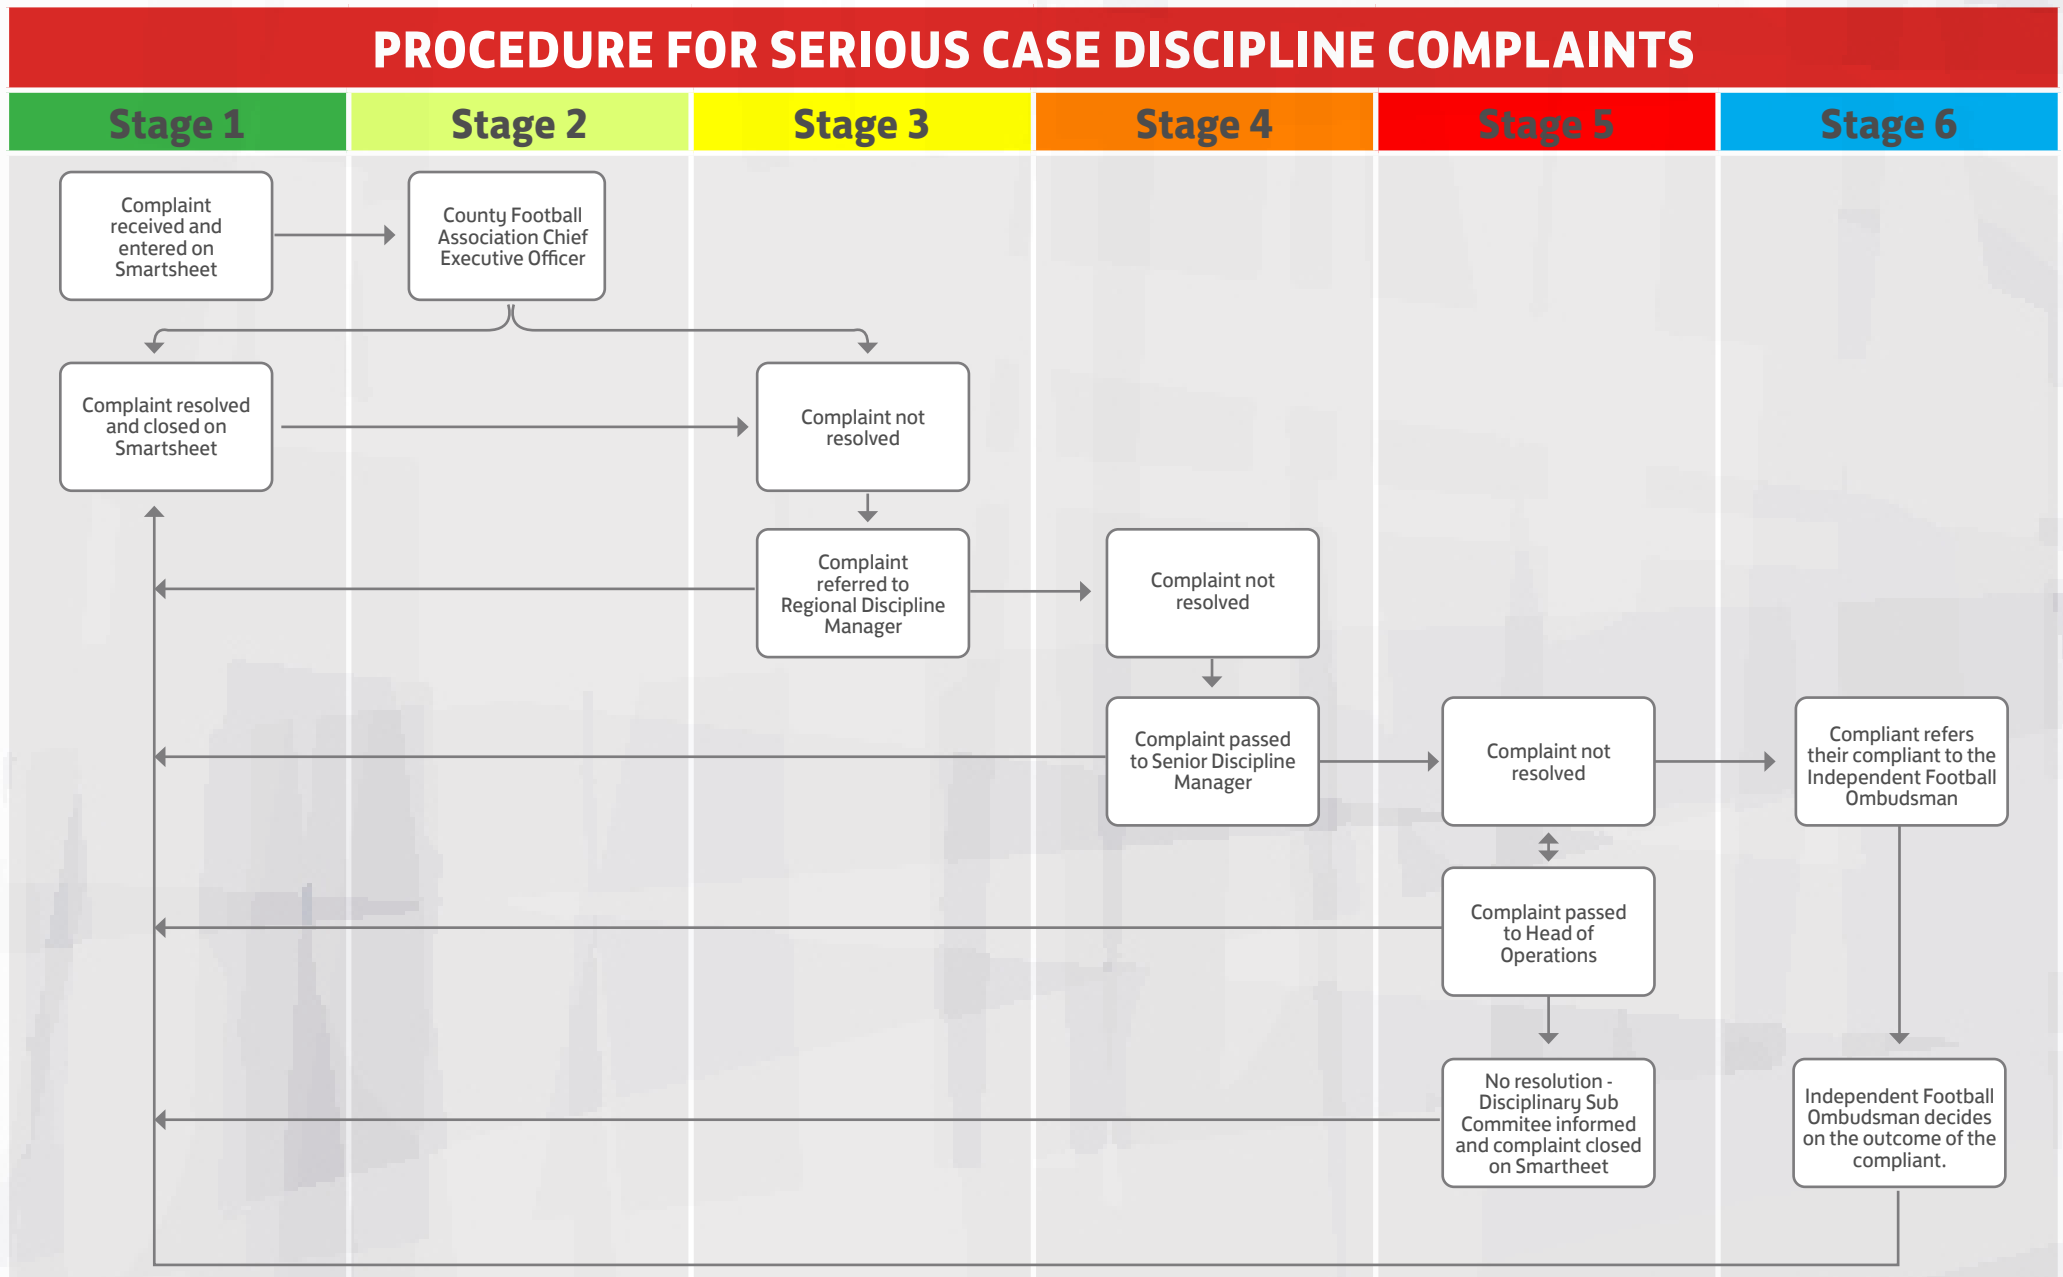 PROCEDURE FOR SERIOUS CASE DISCIPLINE COMPLAINTS
Stage 1
Stage 2
Stage 3
Stage 4
Stage 5
Stage 6
Complaint
received and
entered on
Smartsheet
County Football
Association Chief
Executive Officer
Complaint resolved
and closed on
Smartsheet
Complaint not
resolved
Complaint
referred to
Regional Discipline
Manager
Complaint not
resolved
Complaint passed
to Senior Discipline
Manager
Complaint not
resolved
Compliant refers
their compliant to the
Independent Football
Ombudsman
Complaint passed
to Head of
Operations
No resolution -
Disciplinary Sub
Commitee informed
and complaint closed
on Smartheet
Independent Football
Ombudsman decides
on the outcome of the
compliant.